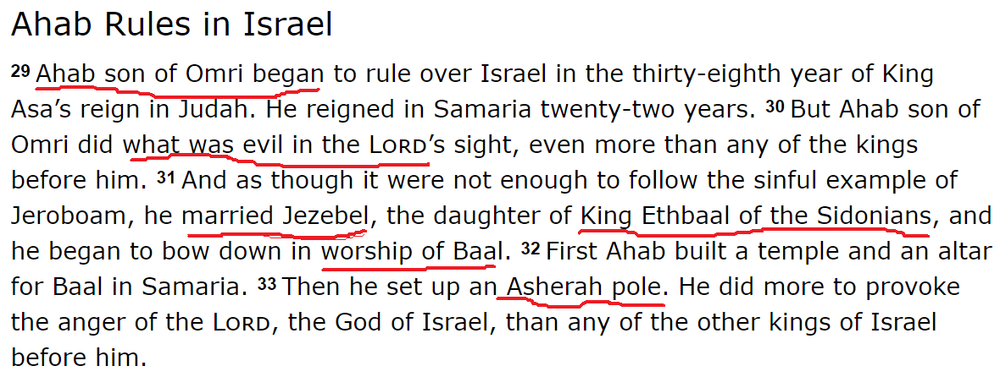 Ahab Rules in Israel
29 Ahab son of Omri began to rule over Israel in the thirty-eighth year of King
Asa’s reign in Judah. He reigned in Samaria twenty-two years. 30 But Ahab son of
Omri did what was evil in the LORD’s sight, even more than any of the kings
before him. 31 And as though it were not enough to follow the sinful example of
Jeroboam, he married Jezebel, the daughter of King Ethbaal of the Sidonians, and
he began to bow down in worship of Baal. 32 First Ahab built a temple and an altar
for Baal in Samaria. 33 Then he set up an Asherah pole. He did more to provoke
the anger of the LORD, the God of Israel, than any of the other kings of Israel
before him.